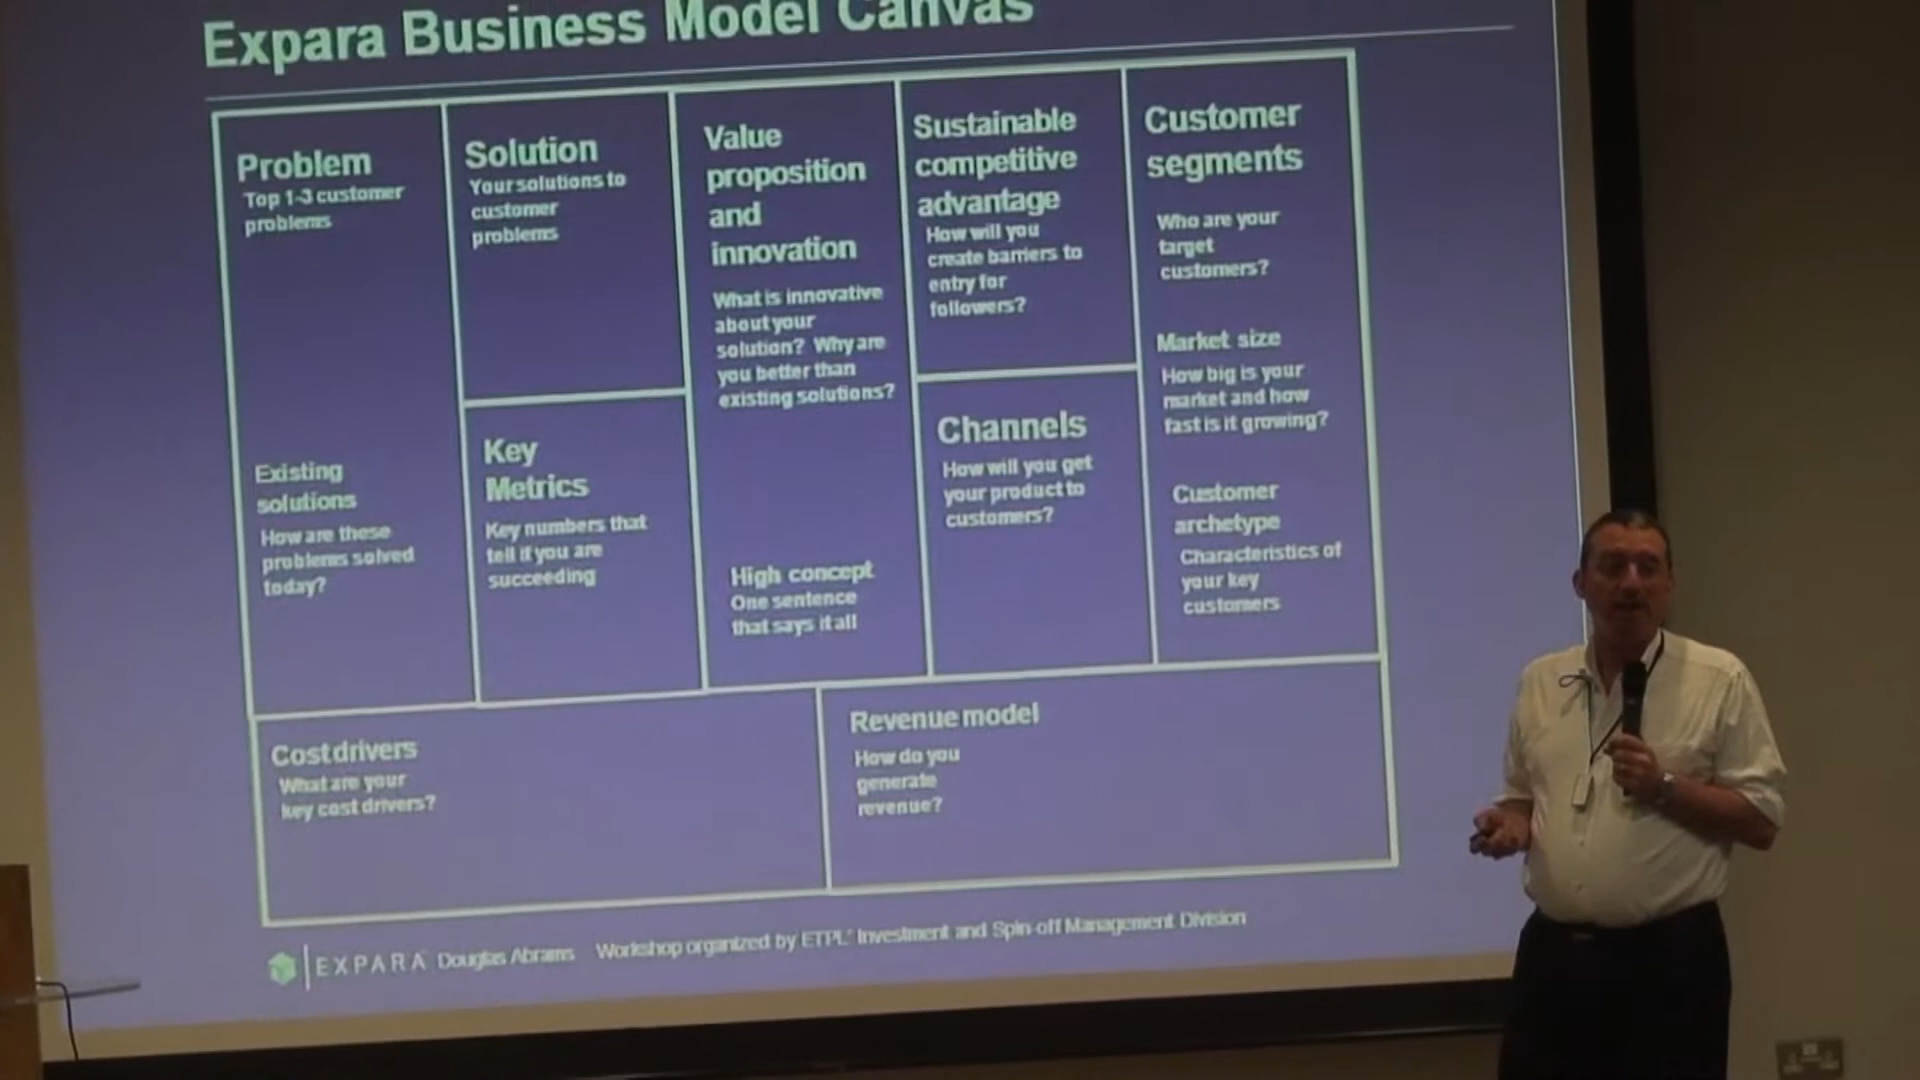 Expara Business Model Canvas
Problem
Top 1-3 customer
problems
Existing
solutions
How are these
problems solved
today?
Solution
Your solutions to
customer
problems
Key
Metrics
Key numbers that
tell if you are
succeeding
Value
proposition
and
innovation
What is innovative
about your
solution? Why are
you better than
existing solutions?
High concept
One sentence
that says it all
Sustainable
competitive
advantage
How will you
create barriers to
entry for
followers?
Channels
How will you get
your product to
customers?
Customer
segments
Who are your
target
customers?
Market size
How big is your
market and how
fast is it growing?
Customer
archetype
Characteristics of
your key
customers
Cost drivers
What are your
key cost drivers?
Revenue model
How do you
generate
revenue?
EXPARA Douglas Abrams Workshop organized by ETPL' Investment and Spin-off Management Division